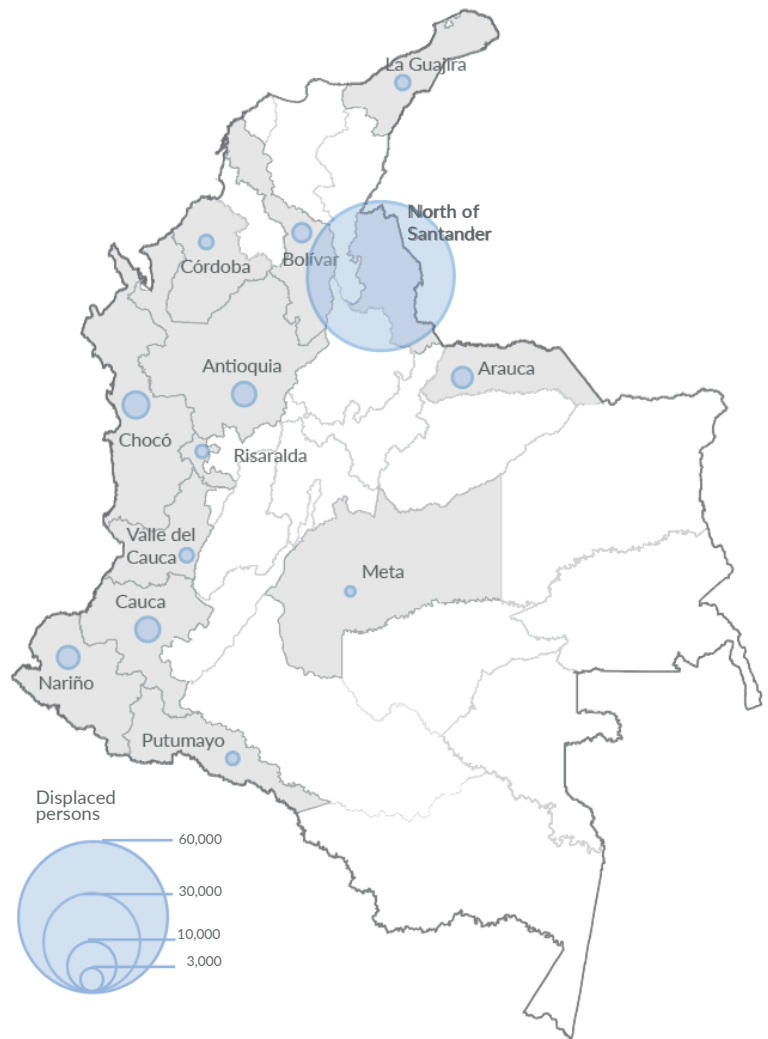 La Guajira
North of
Santander
Bolívar
Córdoba
Antioquia
Arauca
Chocó
Risaralda
Valle del
Cauca
Meta
Cauca
Nariño
Putumayo
Displaced
persons
60,000
30,000
10,000
3,000